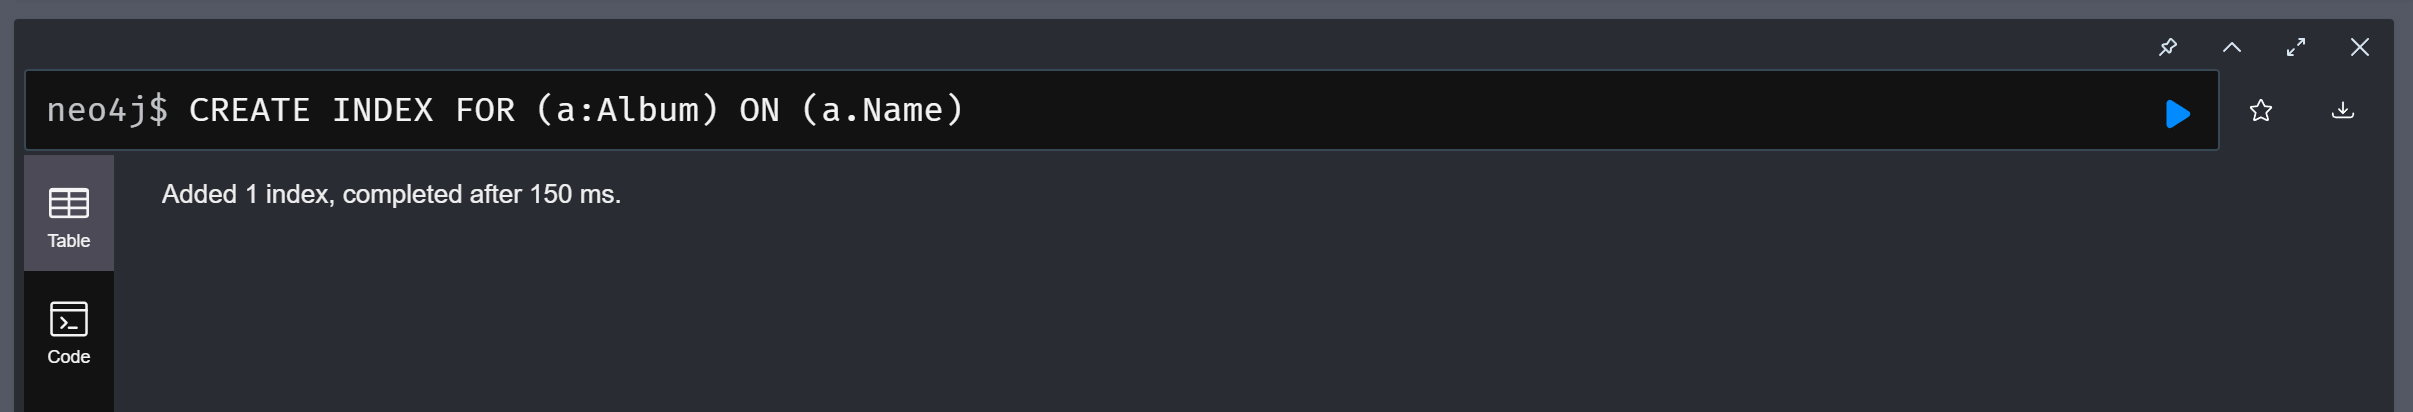 neo4j$ CREATE INDEX FOR (a:Album) ON (a.Name)
Added 1 index, completed after 150 ms.
Table
Code